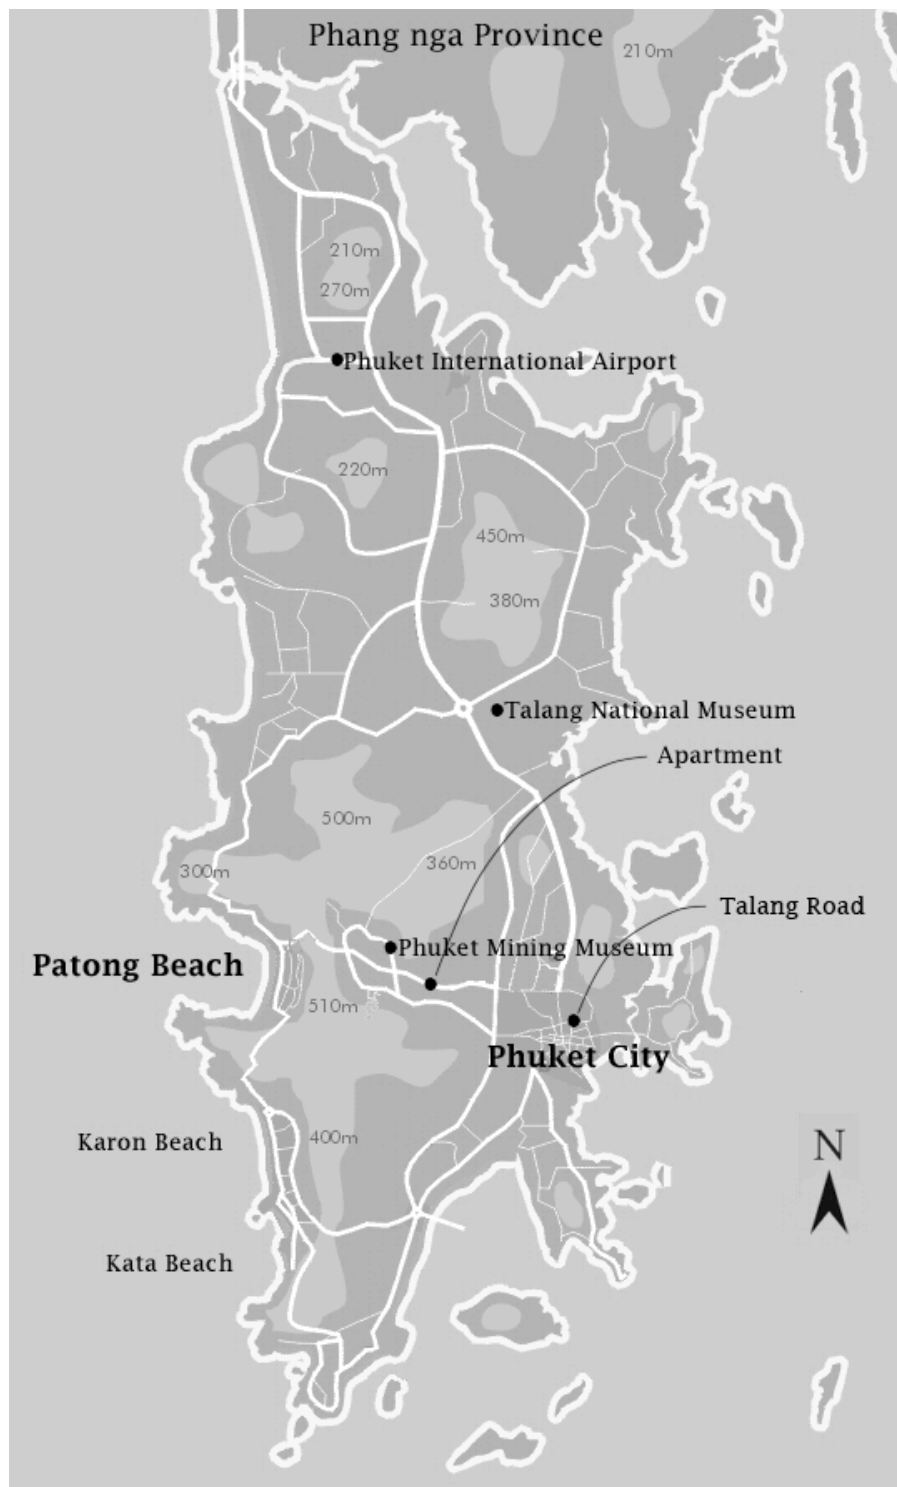 Phang nga Province
210m
210m
270m
Phuket International Airport
220m
450m
380m
Talang National Museum
Apartment
500m
360m
300m
Talang Road
Phuket Mining Museum
Patong Beach
510m
Phuket City
400m
Karon Beach
N
Kata Beach